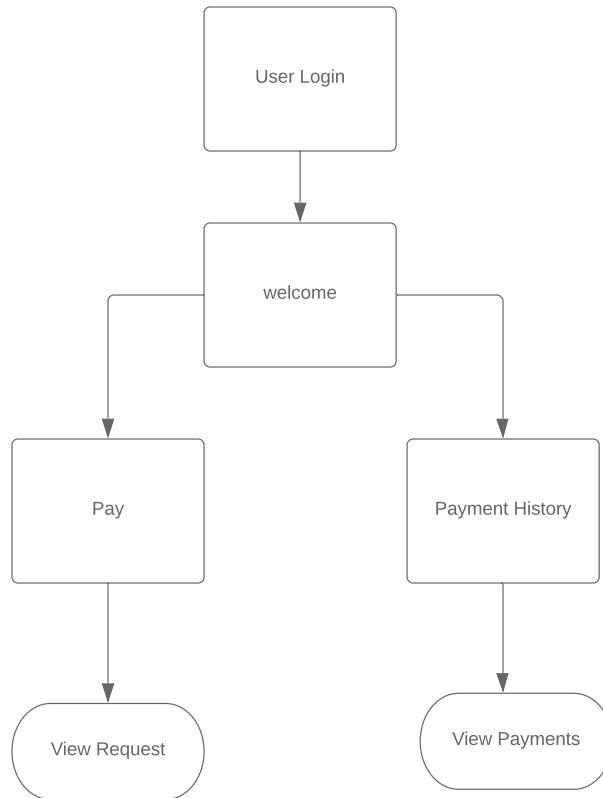 User Login
welcome
Pay
Payment History
View Request
View Payments